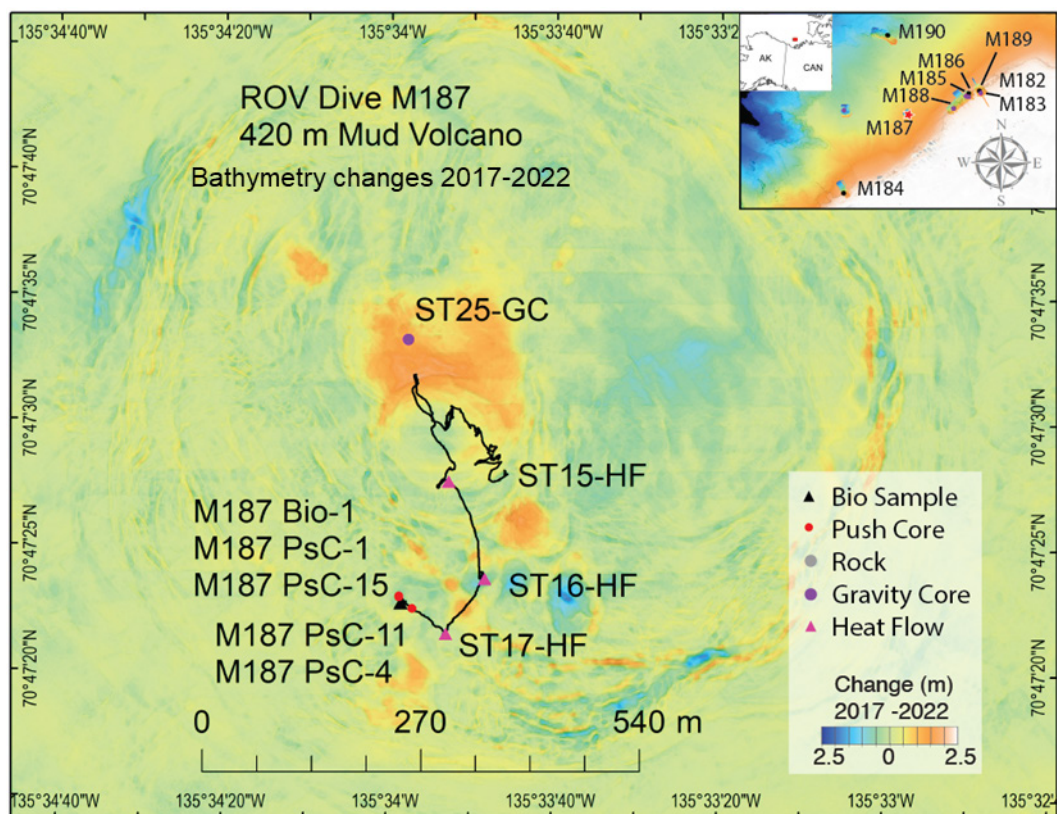 135°34'40"W
135°34'20"W
135°34'W
135°33'40"W
135°33'2
70°47'40"N
70°47'35"N
70°47'30"N
70°47'25"N
70°47'20"N
ROV Dive M187
420 m Mud Volcano
Bathymetry changes 2017-2022
AK
CAN
M190
M189
M186
M185
M182
M188
M183
M187
M184
N
W
E
S
ST25-GC
ST15-HF
M187 Bio-1
M187 PsC-1
M187 PsC-15
ST16-HF
M187 PsC-11
ST17-HF
M187 PsC-4
0
270
540 m
Bio Sample
Push Core
Rock
Gravity Core
Heat Flow
Change (m)
2017 -2022
2.5
0
2.5
70°47'35"N
70°47'30"N
70°47'25"N
70°47'20"N
135°34'40"W
135°34'20"W
135°34'W
135°33'40"W
135°33'W
135°32'